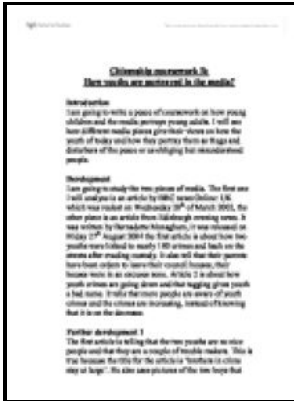 Citizenship coursework B:
How youths are portrayed in the media?
Introduction
I am going to write a peace of coursework on how young
children and the media portrays young adults. I will see
how different media pieces give their views on how the
youth of today and how they portray them as thugs and
disturbers of the peace or as obliging but misunderstood
people.
Development
I am going to study the two pieces of media. The first one
I will analyse is an article by BBC news Online: UK
which was readset on Wednesday 26th of March 2003, the
other piece is an article from Edinburgh evening news. It
was written by Bernadette Monaghan, it was released on
Friday 27th August 2004 the first article is about how two
youths were linked to nearly 180 crimes and back on the
streets after evading custody. It also tell that their parents
have been orders to leave their council houses, their
houses were in an excuse mess. Article 2 is about how
youth crimes are going down and that tagging gives youth
a bad name. It tells that more people are aware of youth
crimes and the crimes are increasing, instead of knowing
that it is on the decrease.
Further development 1
The first article is telling that the two youths are no nice
people and that they are a couple of trouble makers. This is
true because the title for the article is "brothers in crime
stay at large". He also uses pictures of the two boys that